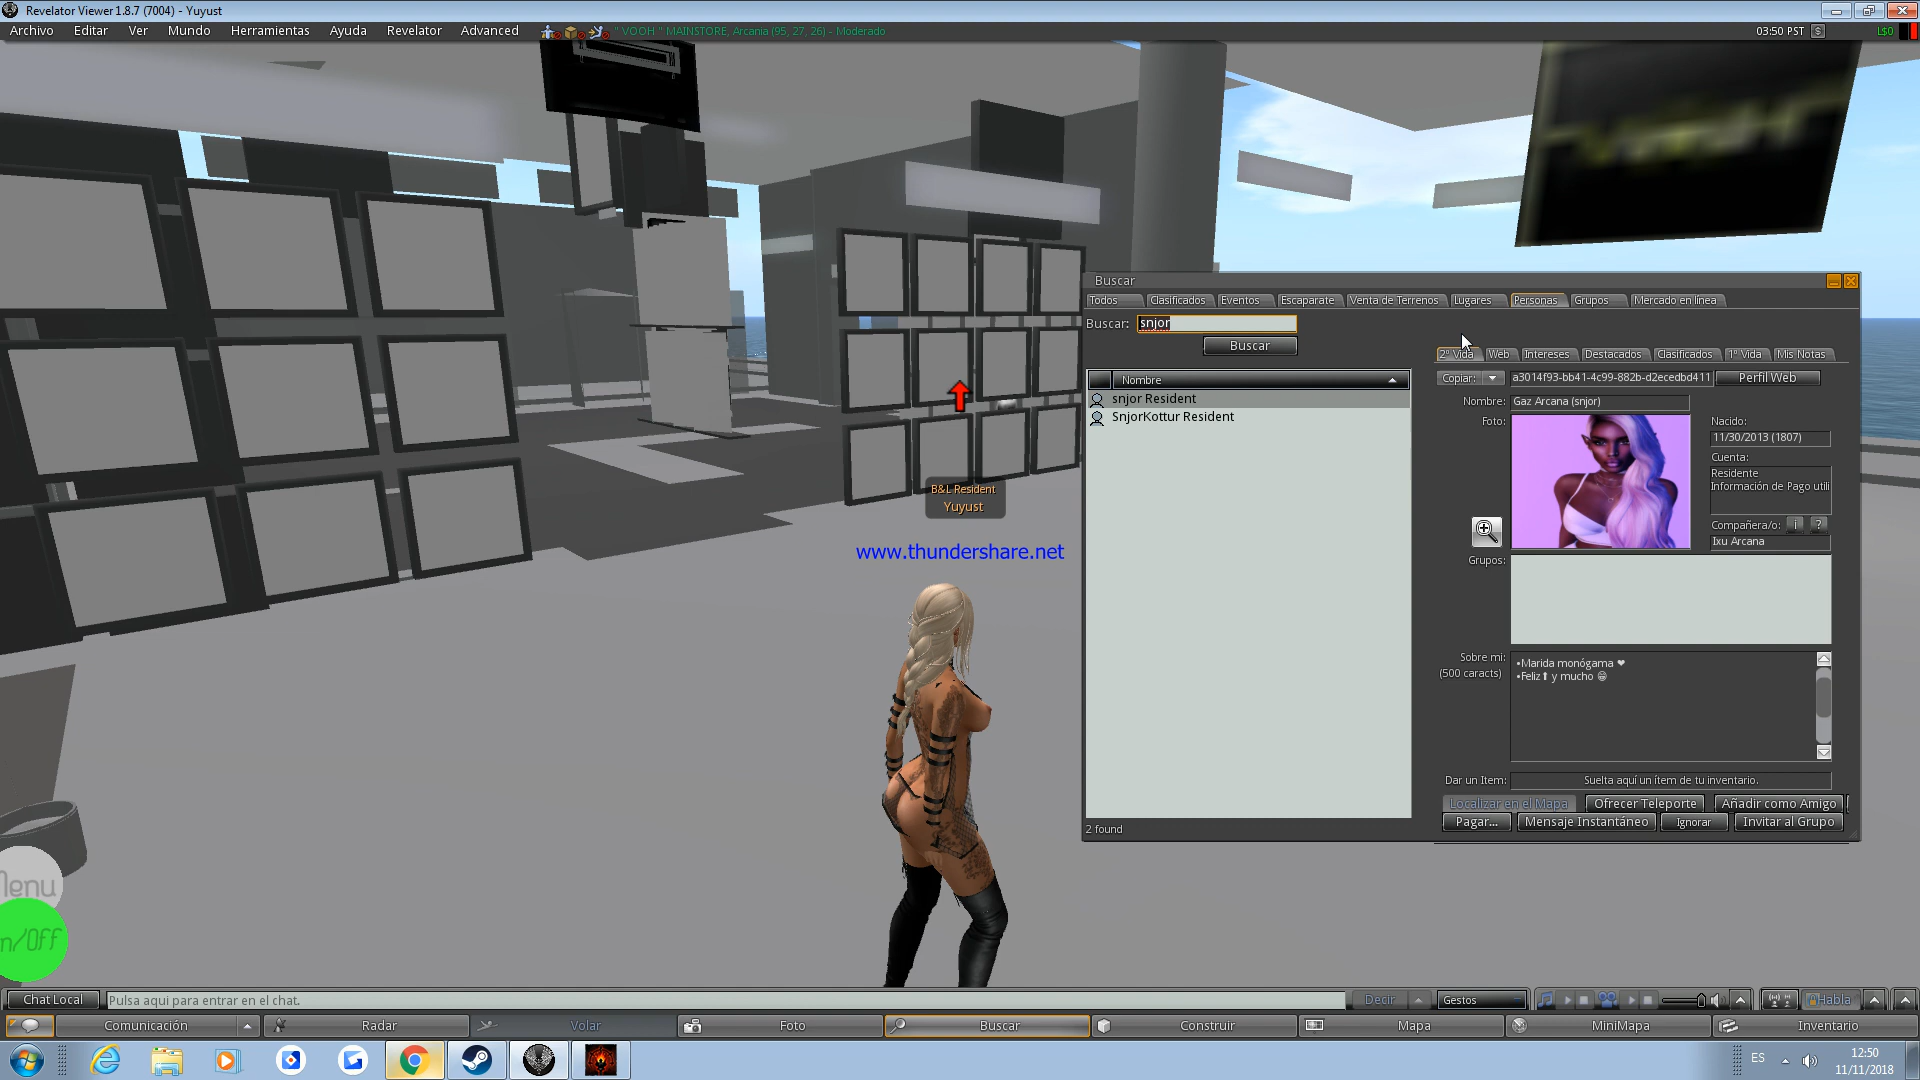 Revelator Viewer 1.8.7 (7004) - Yuyust
Archivo Editar Ver Mundo Herramientas Ayuda Revelator Advanced " VOOH " MAINSTORE, Arcania (95, 27, 26) - Moderado 03:50 PST S L$0
Buscar
Todos Clasificados Eventos Escaparate Venta de Terrenos Lugares Personas Grupos Mercado en línea
Buscar: snjor
Buscar
2ª Vida Web Intereses Destacados Clasificados 1ª Vida Mis Notas
Nombre
Copiar: a3014f93-bb41-4c99-882b-d2ecedbd411 Perfil Web
snjor Resident
SnjorKottur Resident
Nombre: Gaz Arcana (snjor)
Foto:
Nacido:
11/30/2013 (1807)
Cuenta:
Residente
Información de Pago utili
Compañera/o: i ?
Ixu Arcana
Grupos:
Sobre mi:
(500 caracts)
•Marida monógama ❤
•Feliz⬆ y mucho 😁
Dar un Item: Suelta aquí un ítem de tu inventario.
Localizar en el Mapa Ofrecer Teleporte Añadir como Amigo
Pagar... Mensaje Instantáneo Ignorar Invitar al Grupo
2 found
B&L Resident
Yuyust
www.thundershare.net
Menu
n/Off
Chat Local Pulsa aqui para entrar en el chat. Decir Gestos Habla
Comunicación Radar Volar Foto Buscar Construir Mapa MiniMapa Inventario
ES
12:50
11/11/2018